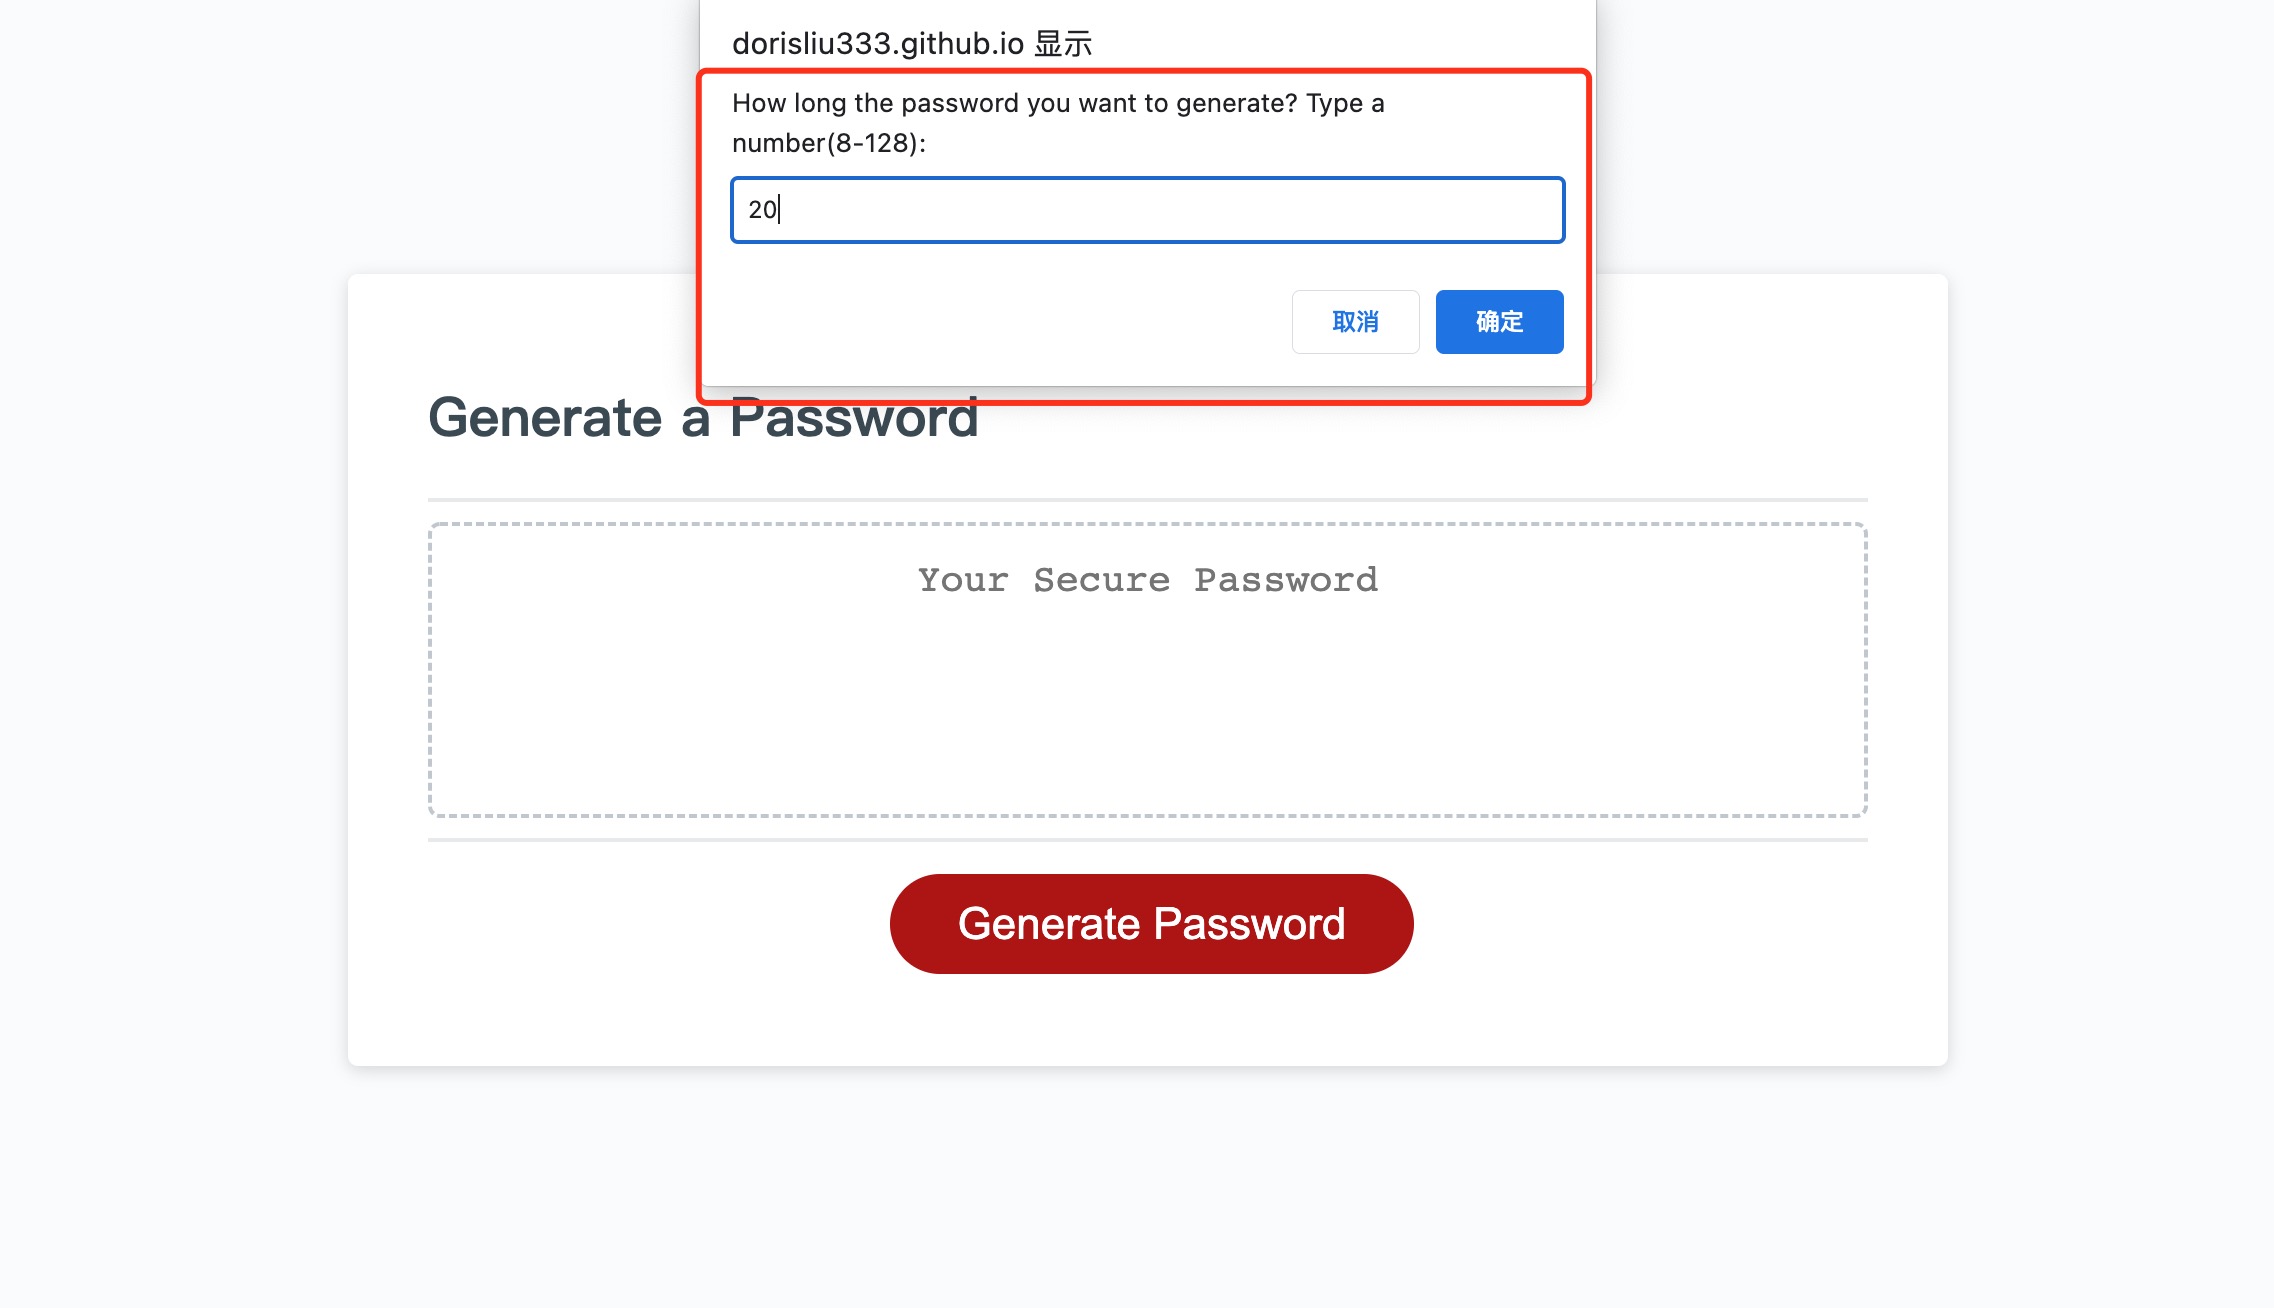 dorisliu333.github.io 显示
How long the password you want to generate? Type a
number(8-128):
20
取消
确定
Generate a Password
Your Secure Password
Generate Password